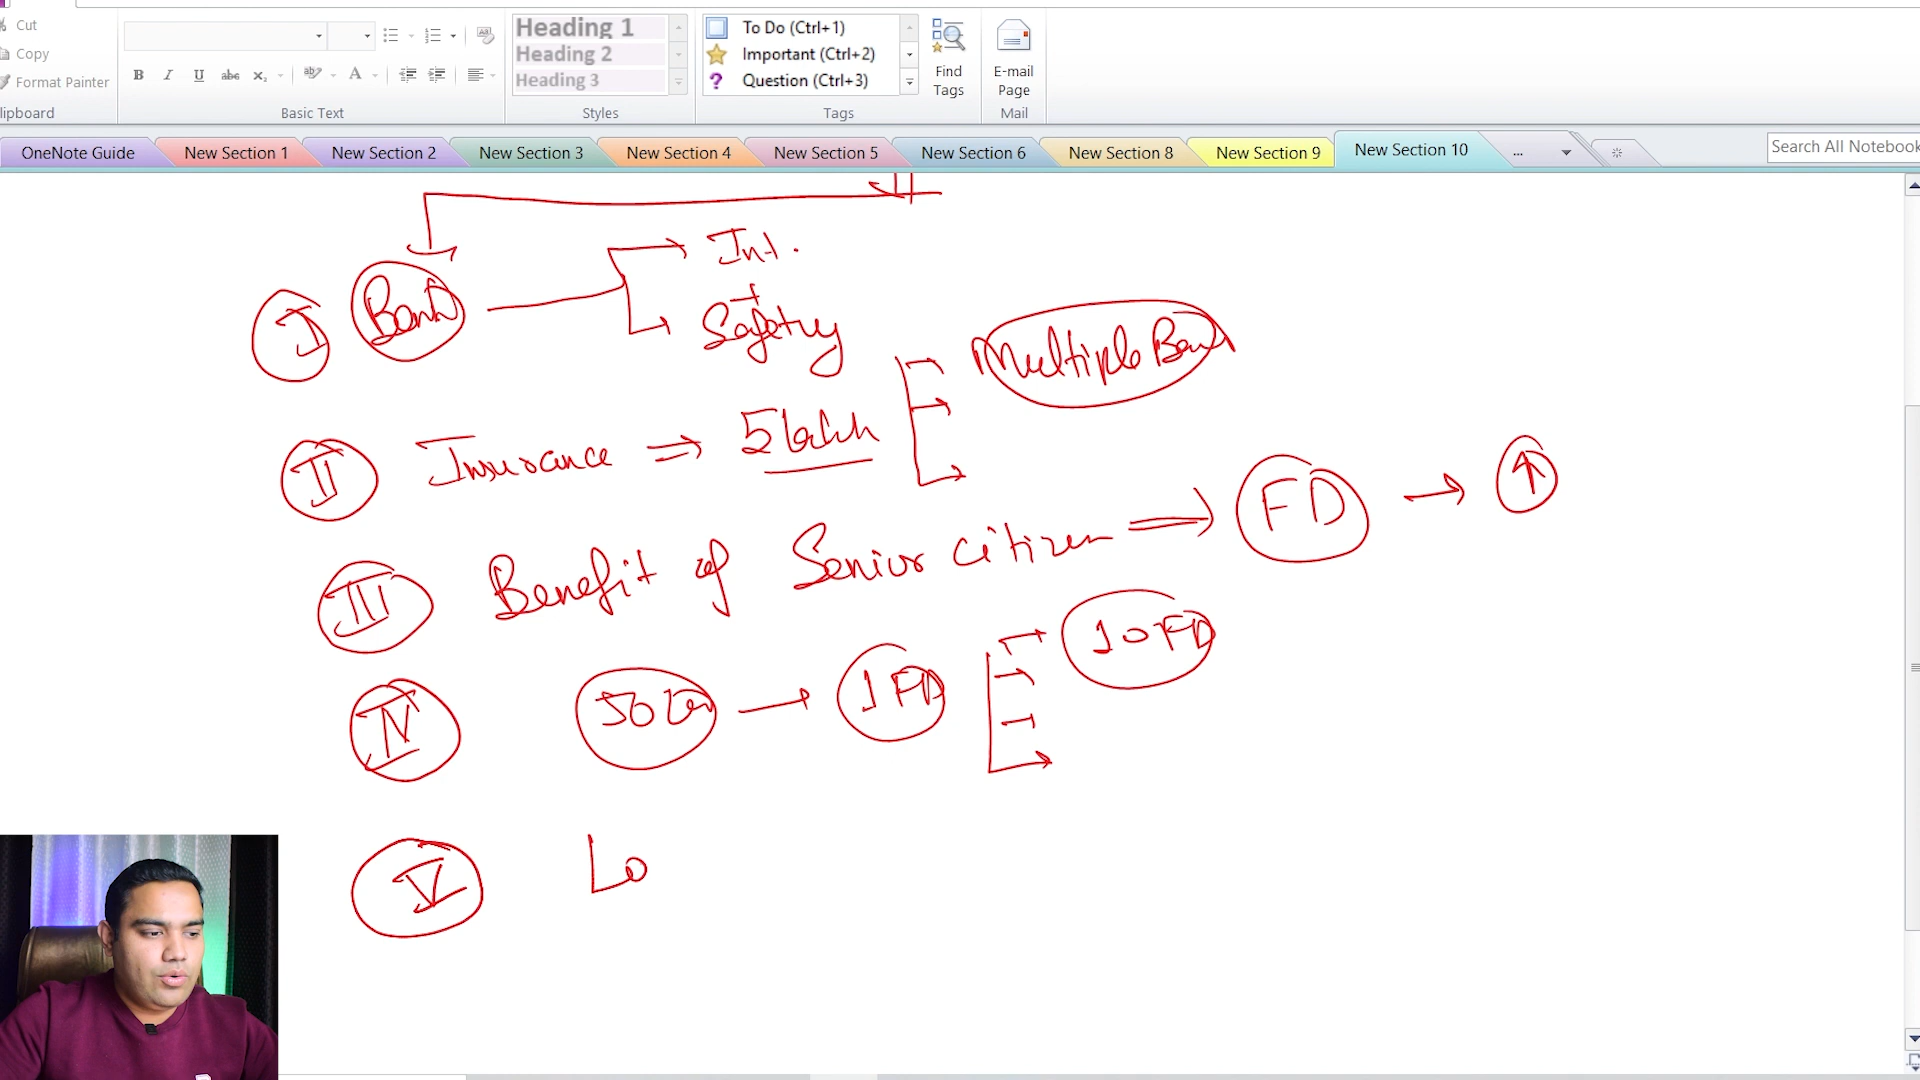 Cut
Copy
Format Painter
lipboard
B I U abc x₂ aby A
Basic Text
Heading 1
Heading 2
Heading 3
Styles
To Do (Ctrl+1)
Important (Ctrl+2)
? Question (Ctrl+3)
Tags
Find
Tags
E-mail
Page
Mail
OneNote Guide New Section 1 New Section 2 New Section 3 New Section 4 New Section 5 New Section 6 New Section 8 New Section 9 New Section 10 ...
Search All Notebook
Int.
I Bank
+
Safety
Multiple Ban
II Insurance ⇒ 5 lakh
III Benefit of Senior citizen ⇒ FD → ↑
IV 50 → 1 FD 10 FD
V Lo